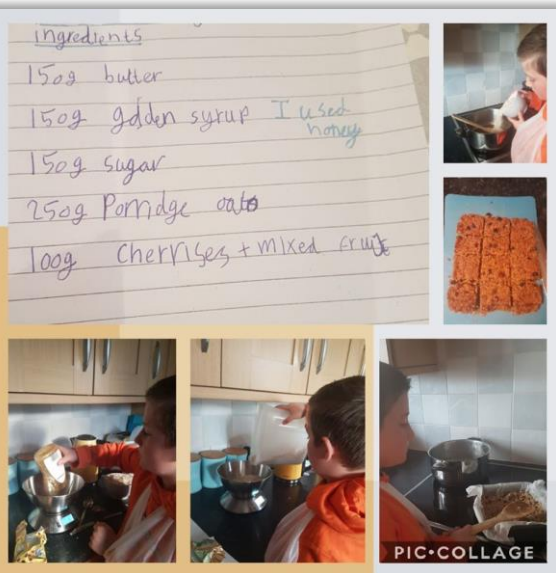 ingredients
150g butter
150g golden syrup I used
honey
150g sugar
250g Porridge oats
100g Cherrises + mixed fruit
PIC•COLLAGE